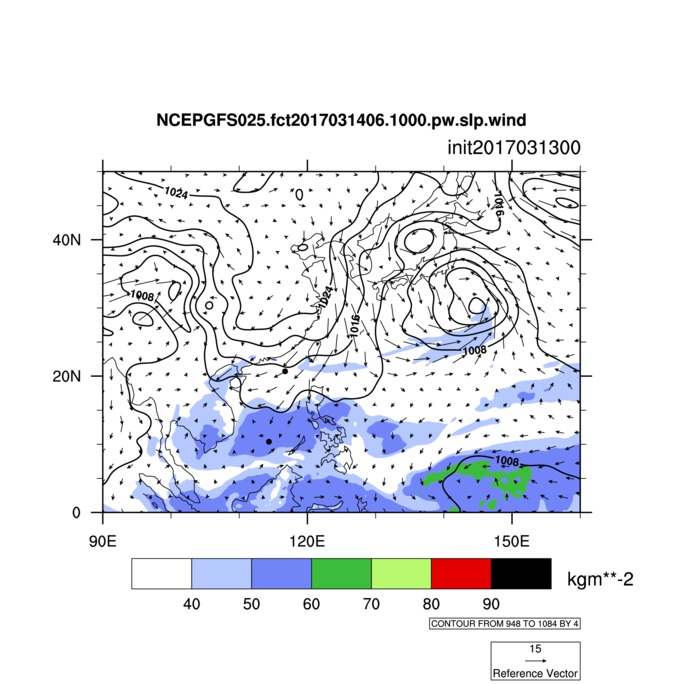 NCEPGFS025.fct2017031406.1000.pw.slp.wind
init2017031300
1024
0
1016
40N
1008
1024
1016
1008
20N
1008
0
90E
120E
150E
40
50
60
70
80
90
kgm**-2
CONTOUR FROM 948 TO 1084 BY 4
15
Reference Vector